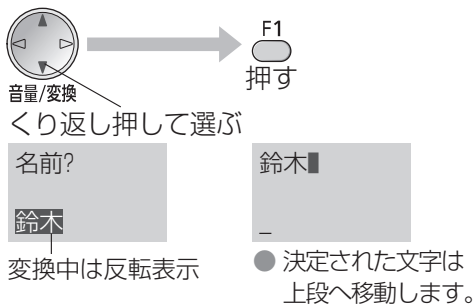 F1
押す
音量/変換
くり返し押して選ぶ
名前?
鈴木
変換中は反転表示
鈴木
_
● 決定された文字は
上段へ移動します。